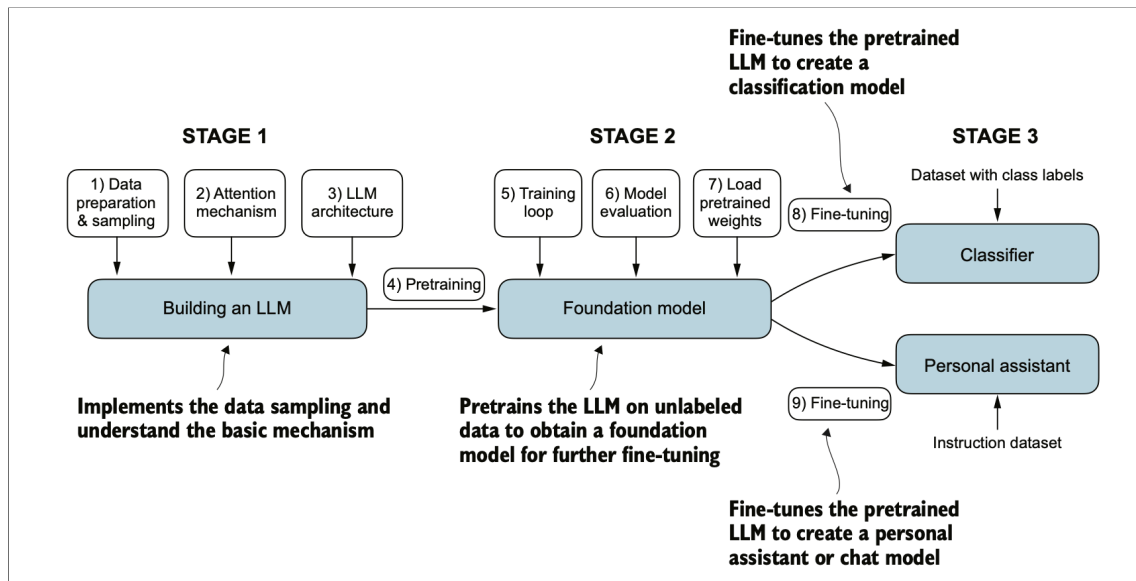 Fine-tunes the pretrained
LLM to create a
classification model
STAGE 1
STAGE 2
STAGE 3
1) Data
preparation
& sampling
2) Attention
mechanism
3) LLM
architecture
5) Training
loop
6) Model
evaluation
7) Load
pretrained
weights
8) Fine-tuning
Dataset with class labels
Building an LLM
4) Pretraining
Foundation model
Classifier
Personal assistant
Implements the data sampling and
understand the basic mechanism
Pretrains the LLM on unlabeled
data to obtain a foundation
model for further fine-tuning
9) Fine-tuning
Instruction dataset
Fine-tunes the pretrained
LLM to create a personal
assistant or chat model